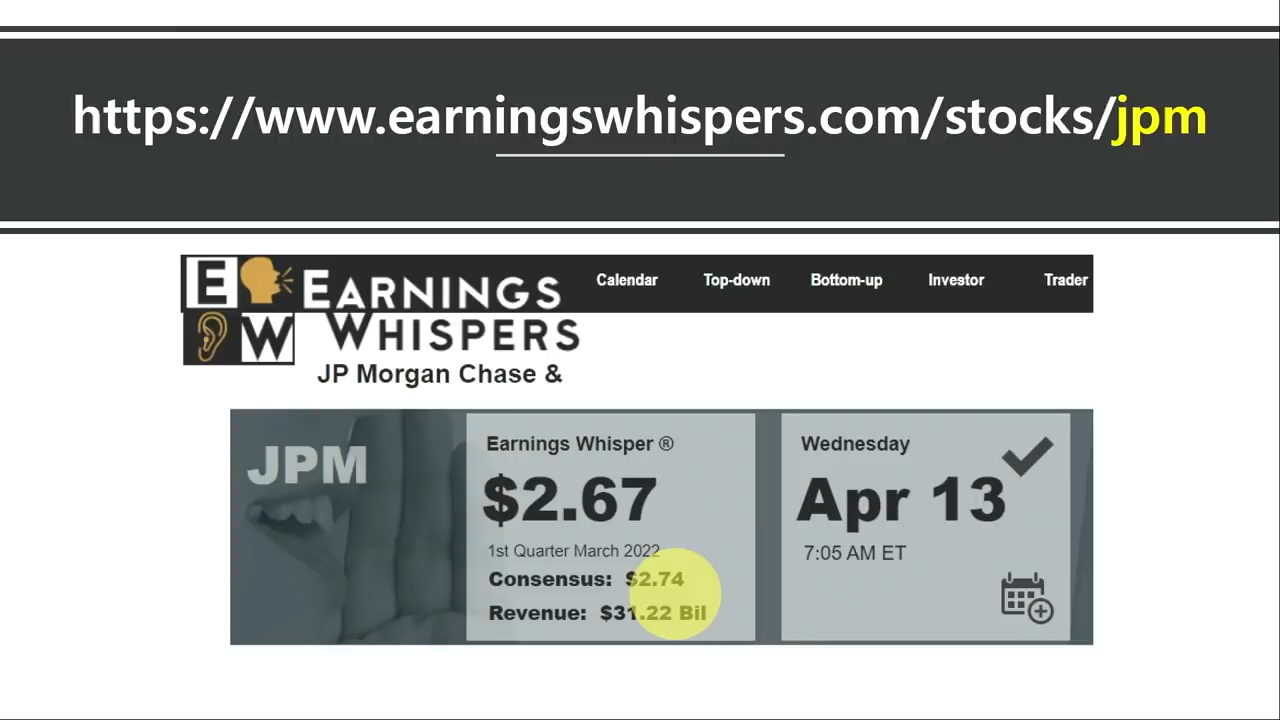 https://www.earningswhispers.com/stocks/jpm
E EARNINGS
W WHISPERS
Calendar Top-down Bottom-up Investor Trader
JP Morgan Chase &
JPM
Earnings Whisper ®
$2.67
1st Quarter March 2022
Consensus: $2.74
Revenue: $31.22 Bil
Wednesday
Apr 13
7:05 AM ET